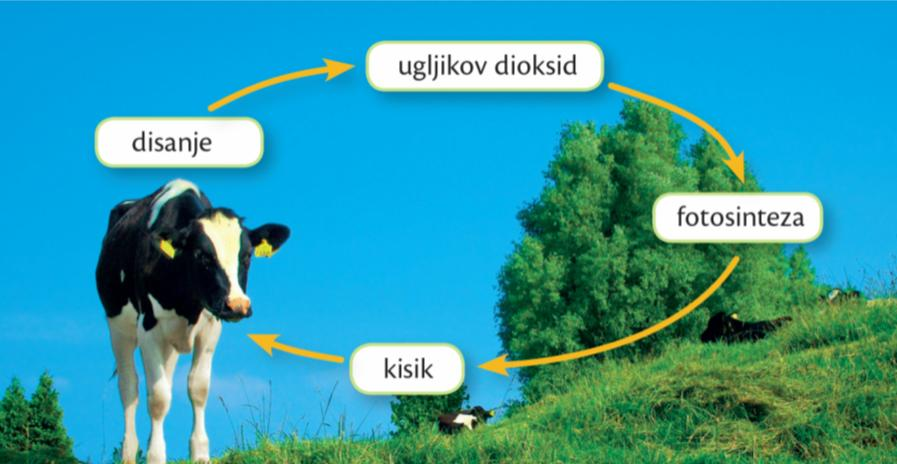 ugljikov dioksid
disanje
fotosinteza
kisik